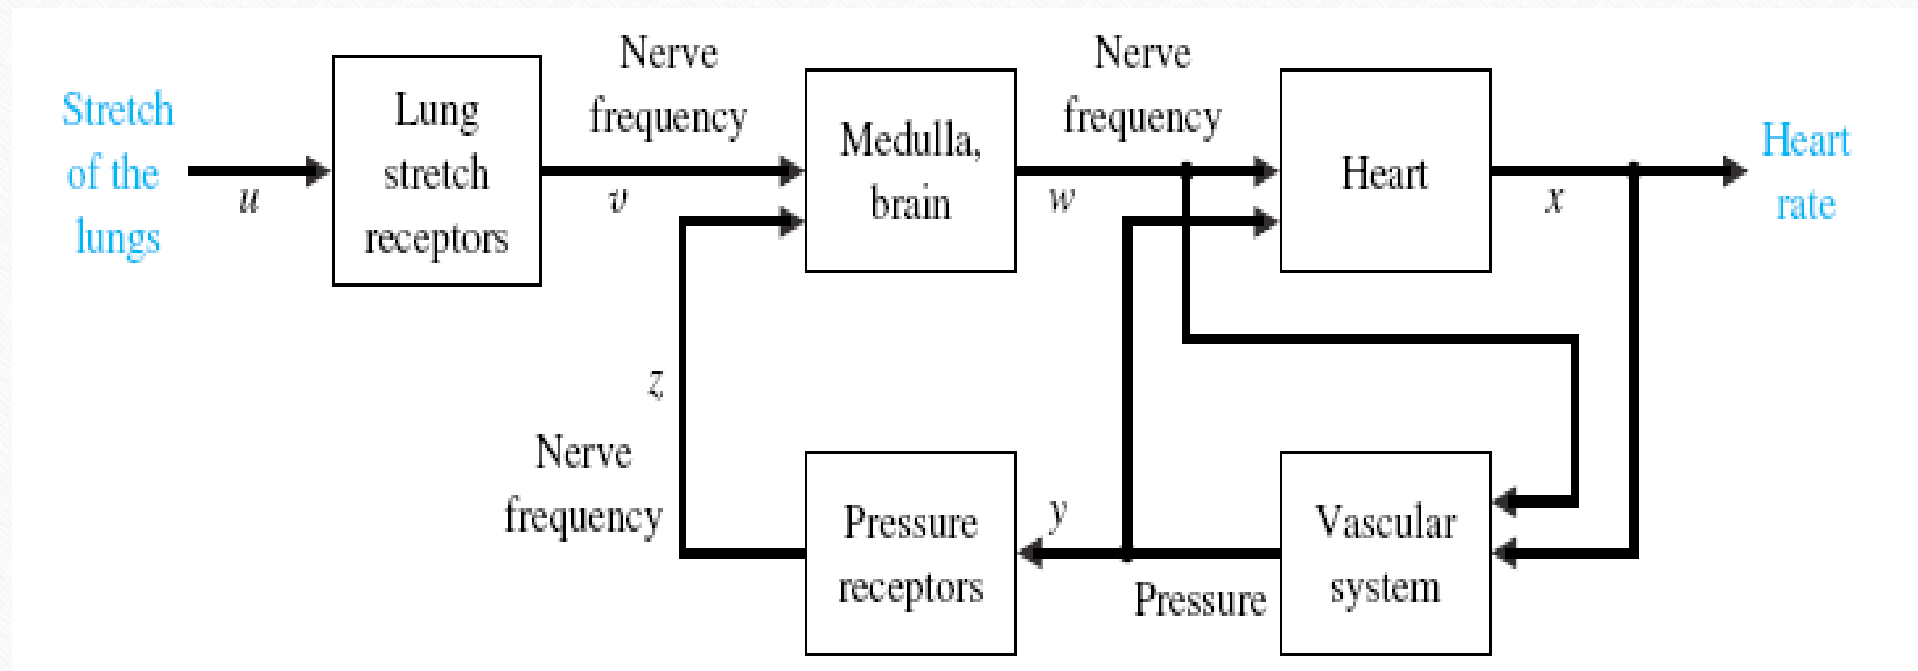 Stretch
of the
lungs
u
Lung
stretch
receptors
Nerve
frequency
v
Medulla,
brain
Nerve
frequency
w
Heart
x
Heart
rate
z
Nerve
frequency
Pressure
receptors
y
Pressure
Vascular
system